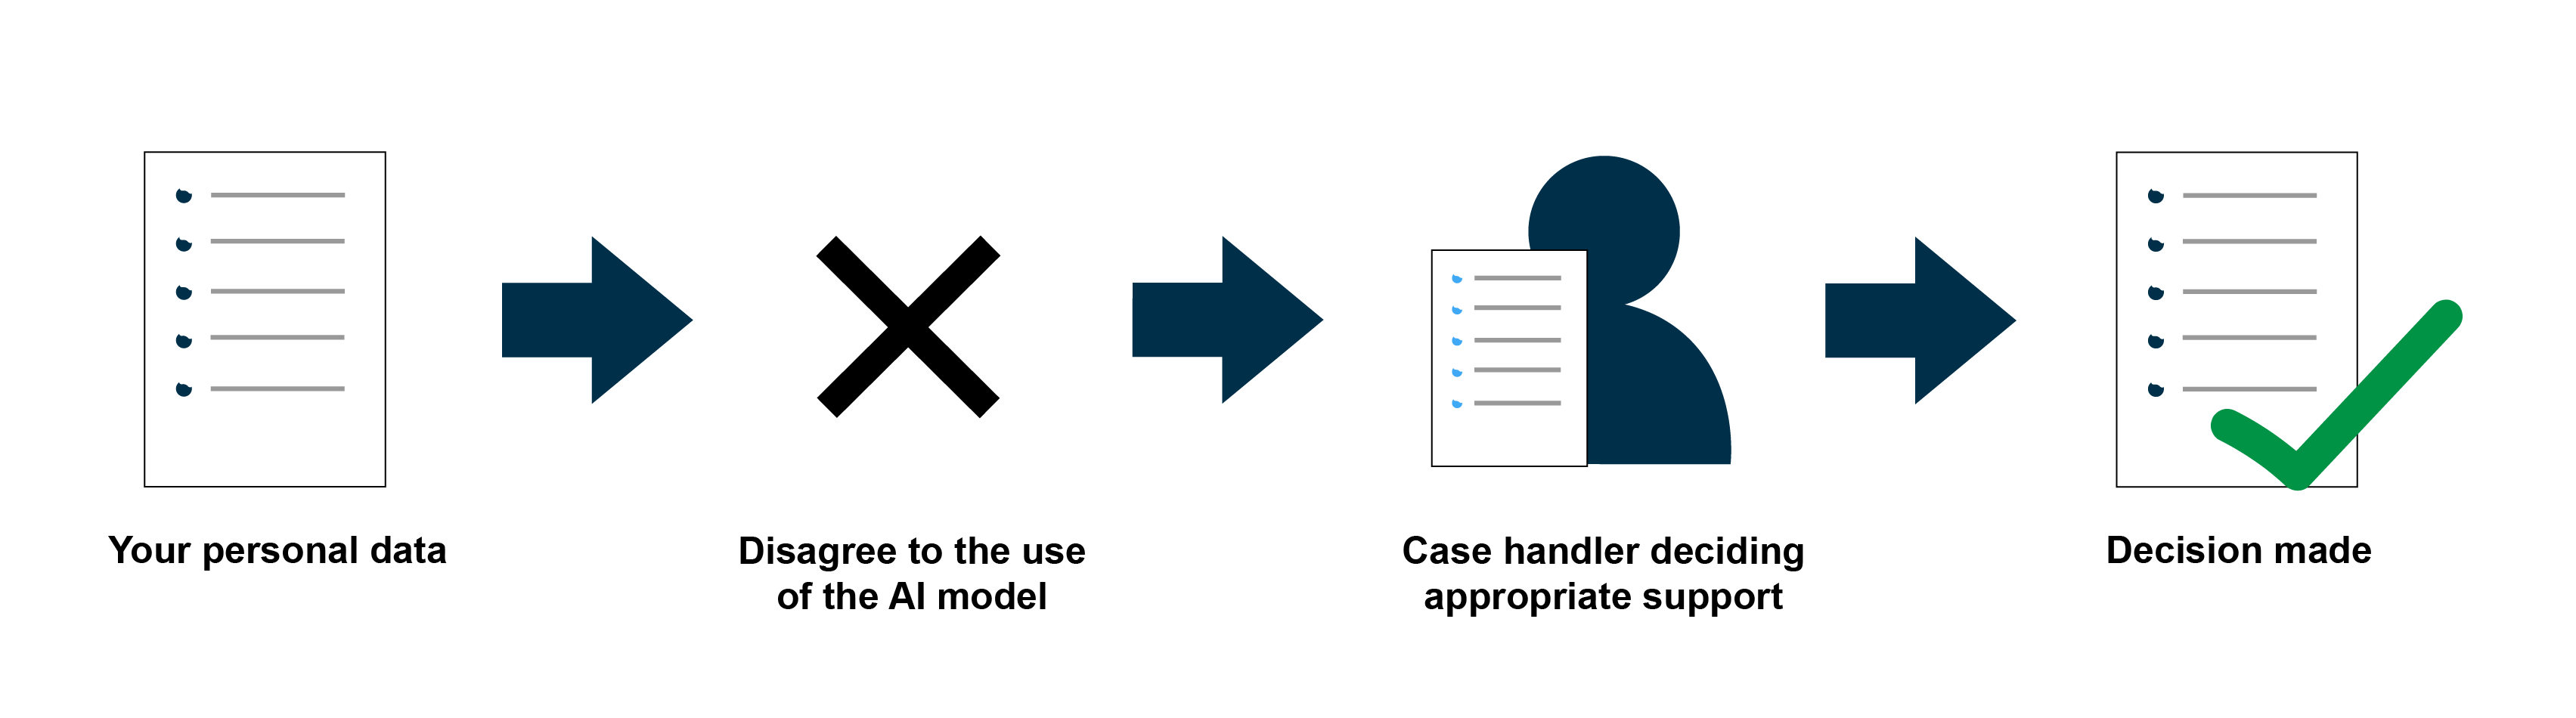 Your personal data
Disagree to the use
of the AI model
Case handler deciding
appropriate support
Decision made